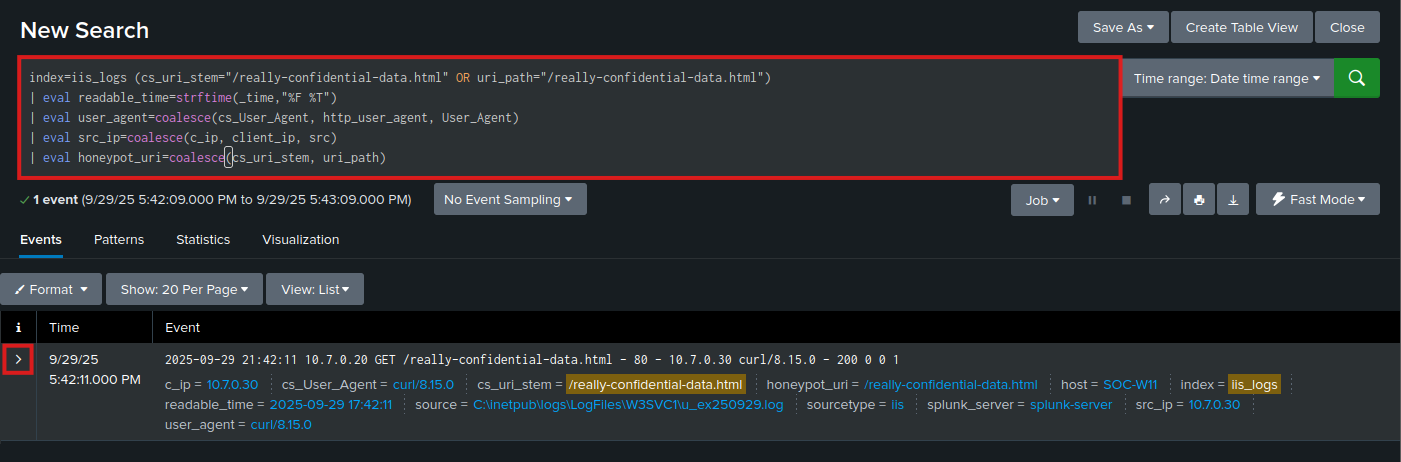 New Search
Save As
Create Table View
Close
index=iis_logs (cs_uri_stem="/really-confidential-data.html" OR uri_path="/really-confidential-data.html")
| eval readable_time=strftime(_time,"%F %T")
| eval user_agent=coalesce(cs_User_Agent, http_user_agent, User_Agent)
| eval src_ip=coalesce(c_ip, client_ip, src)
| eval honeypot_uri=coalesce(cs_uri_stem, uri_path)
Time range: Date time range
✓ 1 event (9/29/25 5:42:09.000 PM to 9/29/25 5:43:09.000 PM)
No Event Sampling
Job
Fast Mode
Events Patterns Statistics Visualization
Format Show: 20 Per Page View: List
i Time Event
9/29/25
5:42:11.000 PM
2025-09-29 21:42:11 10.7.0.20 GET /really-confidential-data.html - 80 - 10.7.0.30 curl/8.15.0 - 200 0 0 1
c_ip = 10.7.0.30 cs_User_Agent = curl/8.15.0 cs_uri_stem = /really-confidential-data.html honeypot_uri = /really-confidential-data.html host = SOC-W11 index = iis_logs
readable_time = 2025-09-29 17:42:11 source = C:\inetpub\logs\LogFiles\W3SVC1\u_ex250929.log sourcetype = iis splunk_server = splunk-server src_ip = 10.7.0.30
user_agent = curl/8.15.0